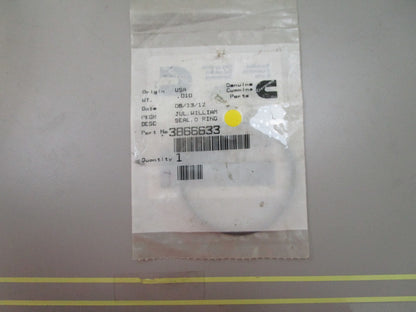 Origin USA
WT. .010
Date 08/13/12
PKGR JUL.WILLIAM
DESC SEAL,O RING
Part No 3866633
Quantity 1
Genuine
Cummins
Parts